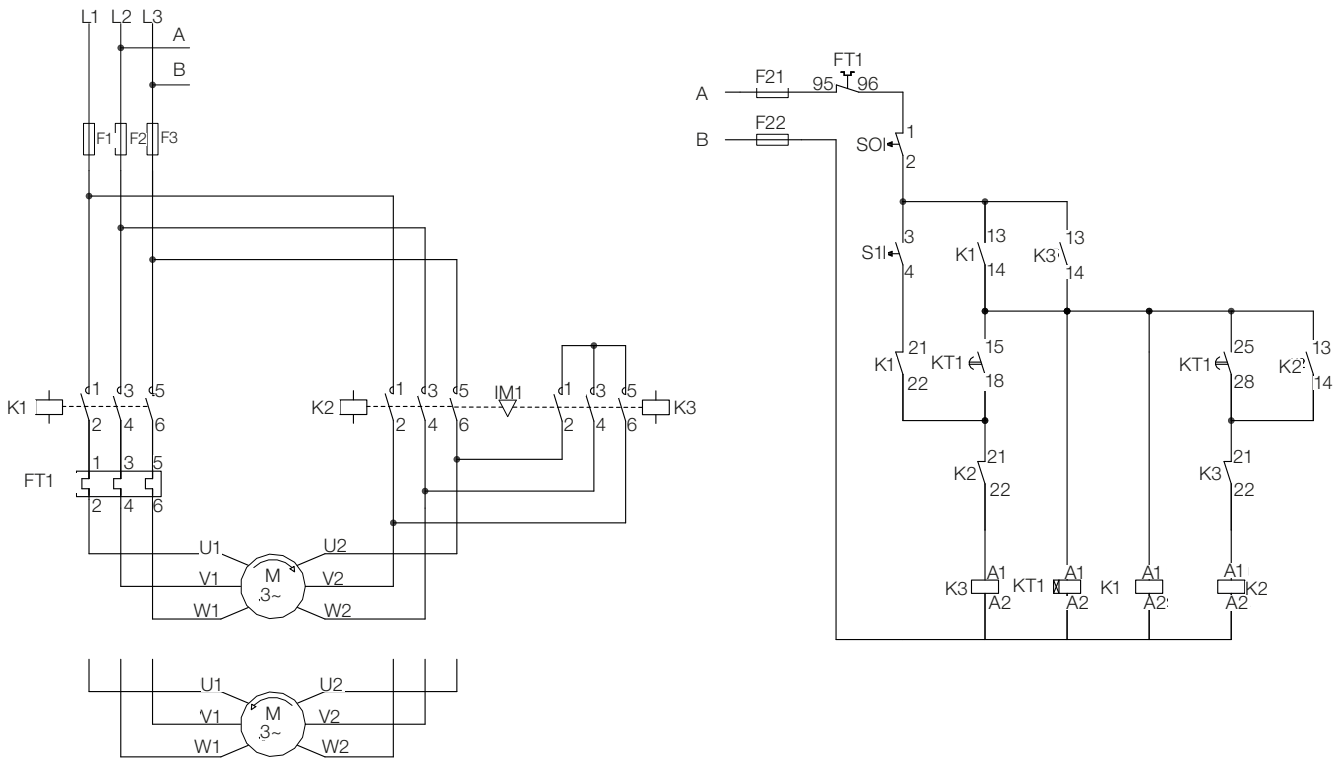 L1 L2 L3
A
B
F1 F2 F3
1 3 5
1 3 5
IM1
1 3 5
K1
2 4 6
K2
2 4 6
2 4 6
K3
1 3 5
FT1
2 4 6
U1 U2
M
V1 V2
3~
W1 W2
U1 U2
M
V1 V2
3~
W1 W2
FT1
A F21 95 96
B F22
1
S0
2
3 13 13
S1 K1 K3
4 14 14
21 15 25 13
K1 KT1 KT1 K2
22 18 28 14
21 21
K2 K3
22 22
A1 A1 A1 A1
K3 KT1 K1 K2
A2 A2 A2 A2